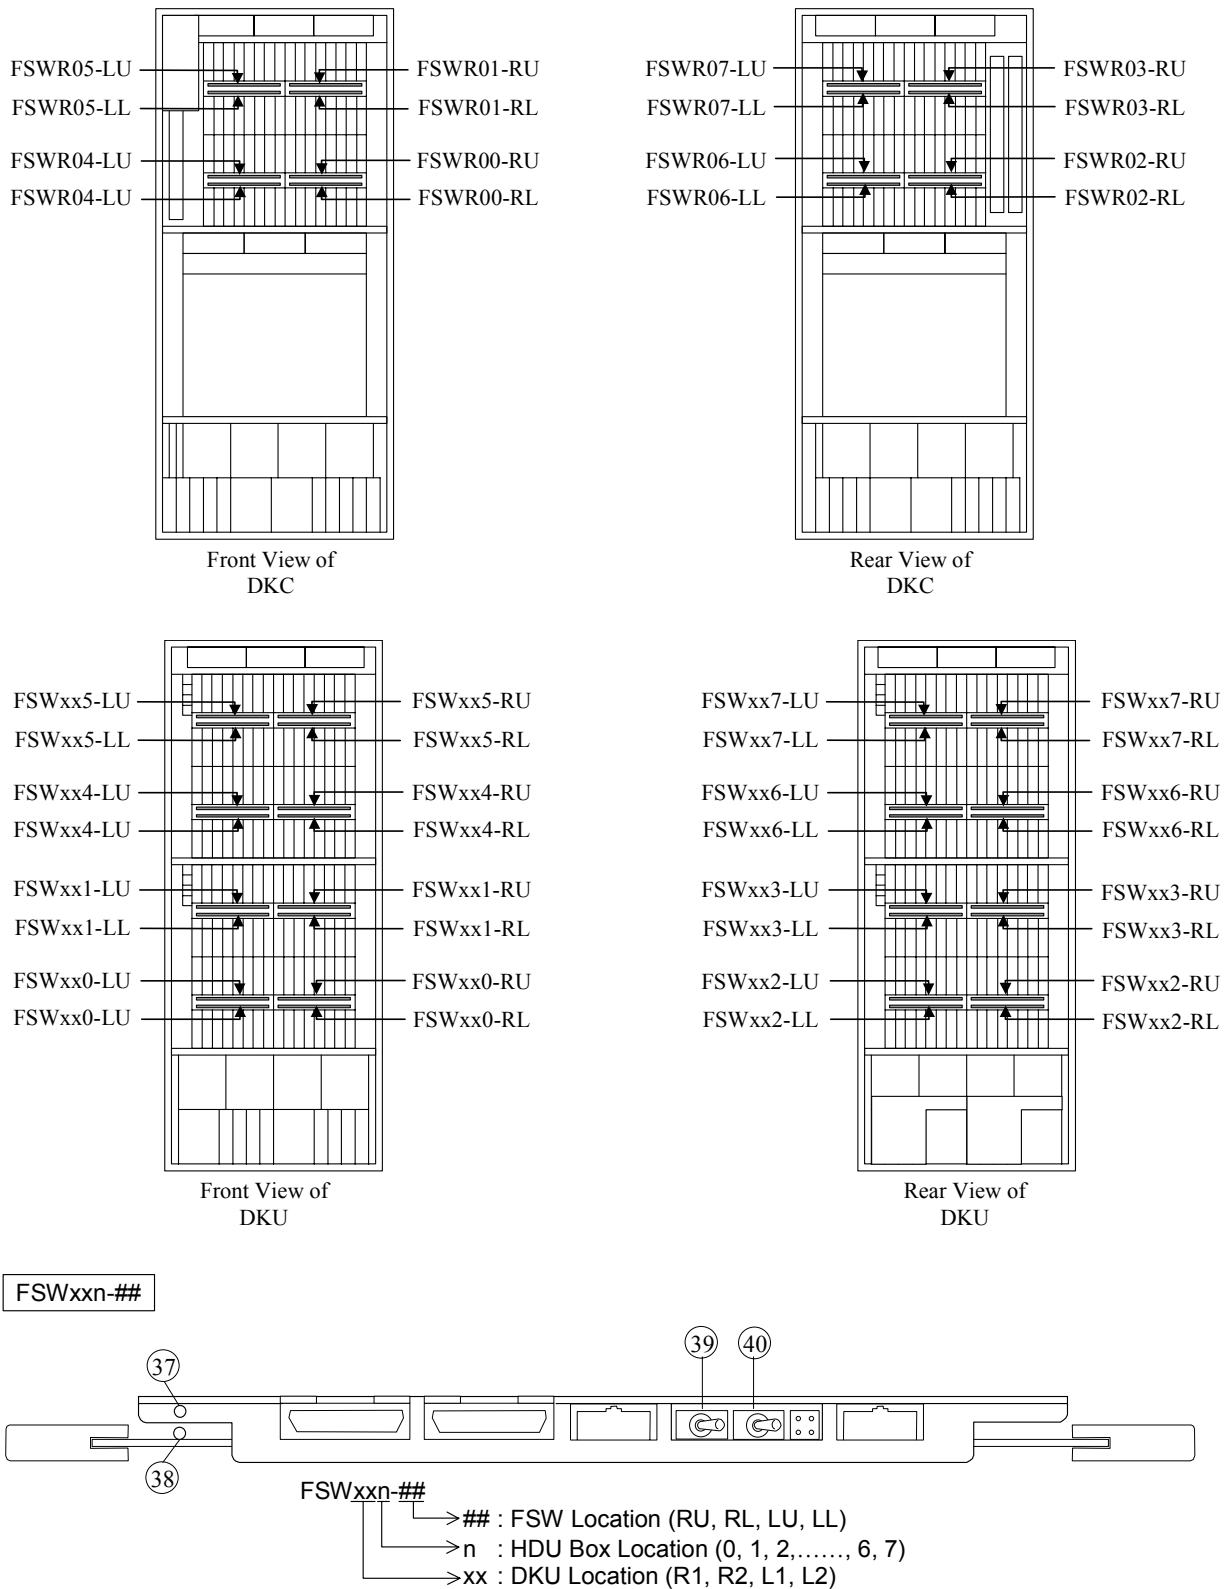 FSWR05-LU
FSWR01-RU
FSWR05-LL
FSWR01-RL
FSWR04-LU
FSWR00-RU
FSWR04-LU
FSWR00-RL
Front View of
DKC
FSWR07-LU
FSWR03-RU
FSWR07-LL
FSWR03-RL
FSWR06-LU
FSWR02-RU
FSWR06-LL
FSWR02-RL
Rear View of
DKC
FSWxx5-LU
FSWxx5-RU
FSWxx5-LL
FSWxx5-RL
FSWxx4-LU
FSWxx4-RU
FSWxx4-LU
FSWxx4-RL
FSWxx1-LU
FSWxx1-RU
FSWxx1-LL
FSWxx1-RL
FSWxx0-LU
FSWxx0-RU
FSWxx0-LU
FSWxx0-RL
Front View of
DKU
FSWxx7-LU
FSWxx7-RU
FSWxx7-LL
FSWxx7-RL
FSWxx6-LU
FSWxx6-RU
FSWxx6-LL
FSWxx6-RL
FSWxx3-LU
FSWxx3-RU
FSWxx3-LL
FSWxx3-RL
FSWxx2-LU
FSWxx2-RU
FSWxx2-LL
FSWxx2-RL
Rear View of
DKU
FSWxxn-##
37
39
40
38
FSWxxn-##
## : FSW Location (RU, RL, LU, LL)
n : HDU Box Location (0, 1, 2,……, 6, 7)
xx : DKU Location (R1, R2, L1, L2)